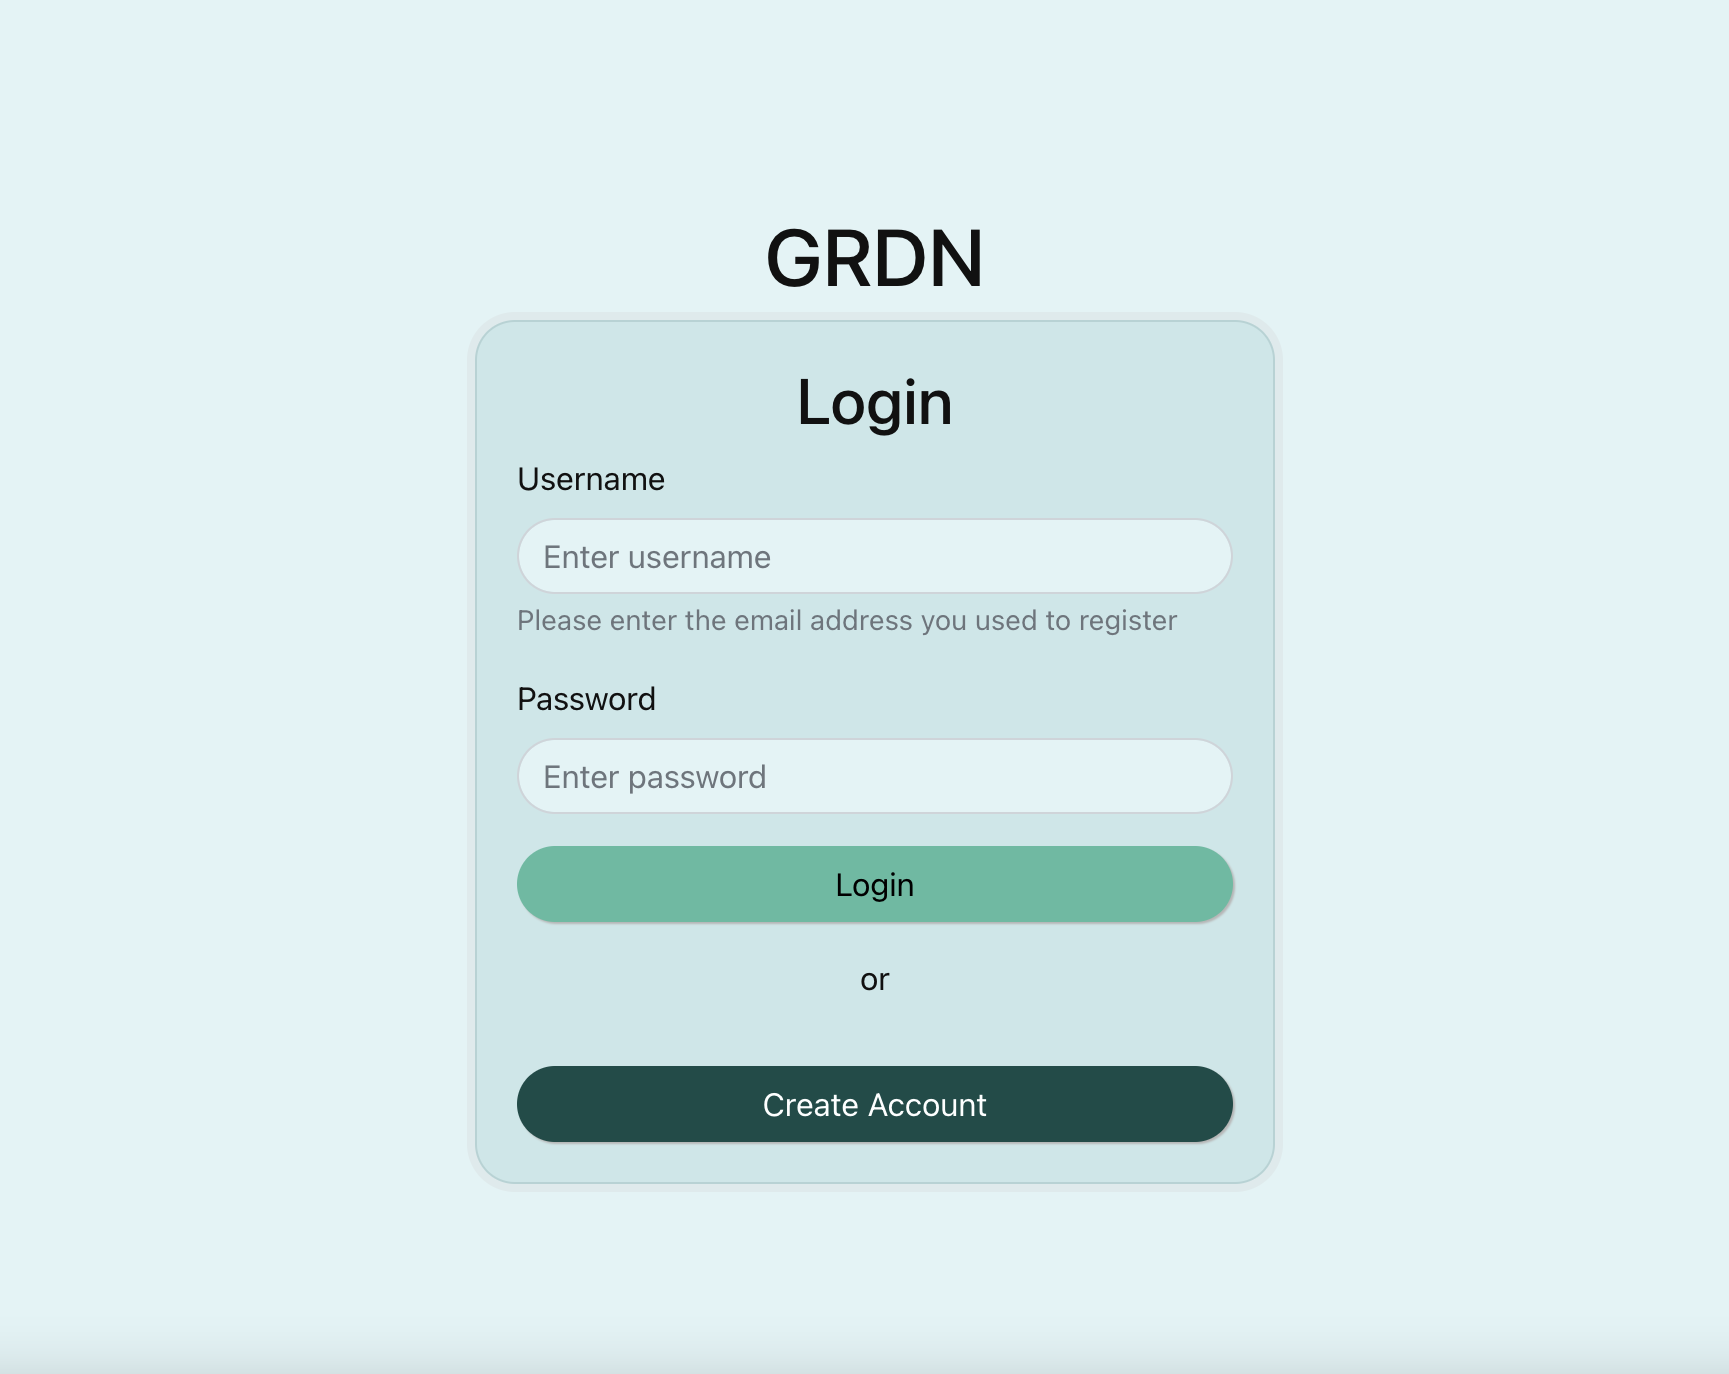 GRDN
Login
Username
Enter username
Please enter the email address you used to register
Password
Enter password
Login
or
Create Account